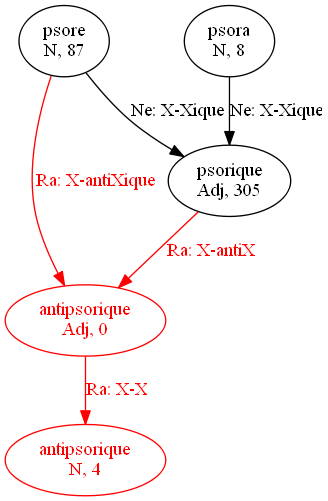 psore
N, 87
psora
N, 8
Ne: X-Xique
Ne: X-Xique
psorique
Adj, 305
Ra: X-antiXique
Ra: X-antiX
antipsorique
Adj, 0
Ra: X-X
antipsorique
N, 4